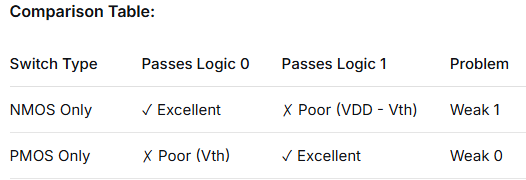 Comparison Table:
Switch Type Passes Logic 0 Passes Logic 1 Problem
NMOS Only ✓ Excellent ✗ Poor (VDD - Vth) Weak 1
PMOS Only ✗ Poor (Vth) ✓ Excellent Weak 0